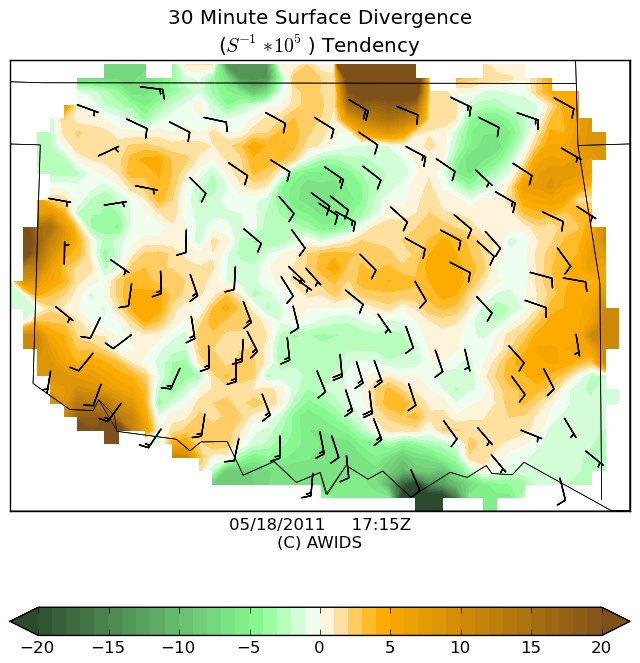 30 Minute Surface Divergence
(S⁻¹ *10⁵ ) Tendency
05/18/2011 17:15Z
(C) AWIDS
−20 −15 −10 −5 0 5 10 15 20